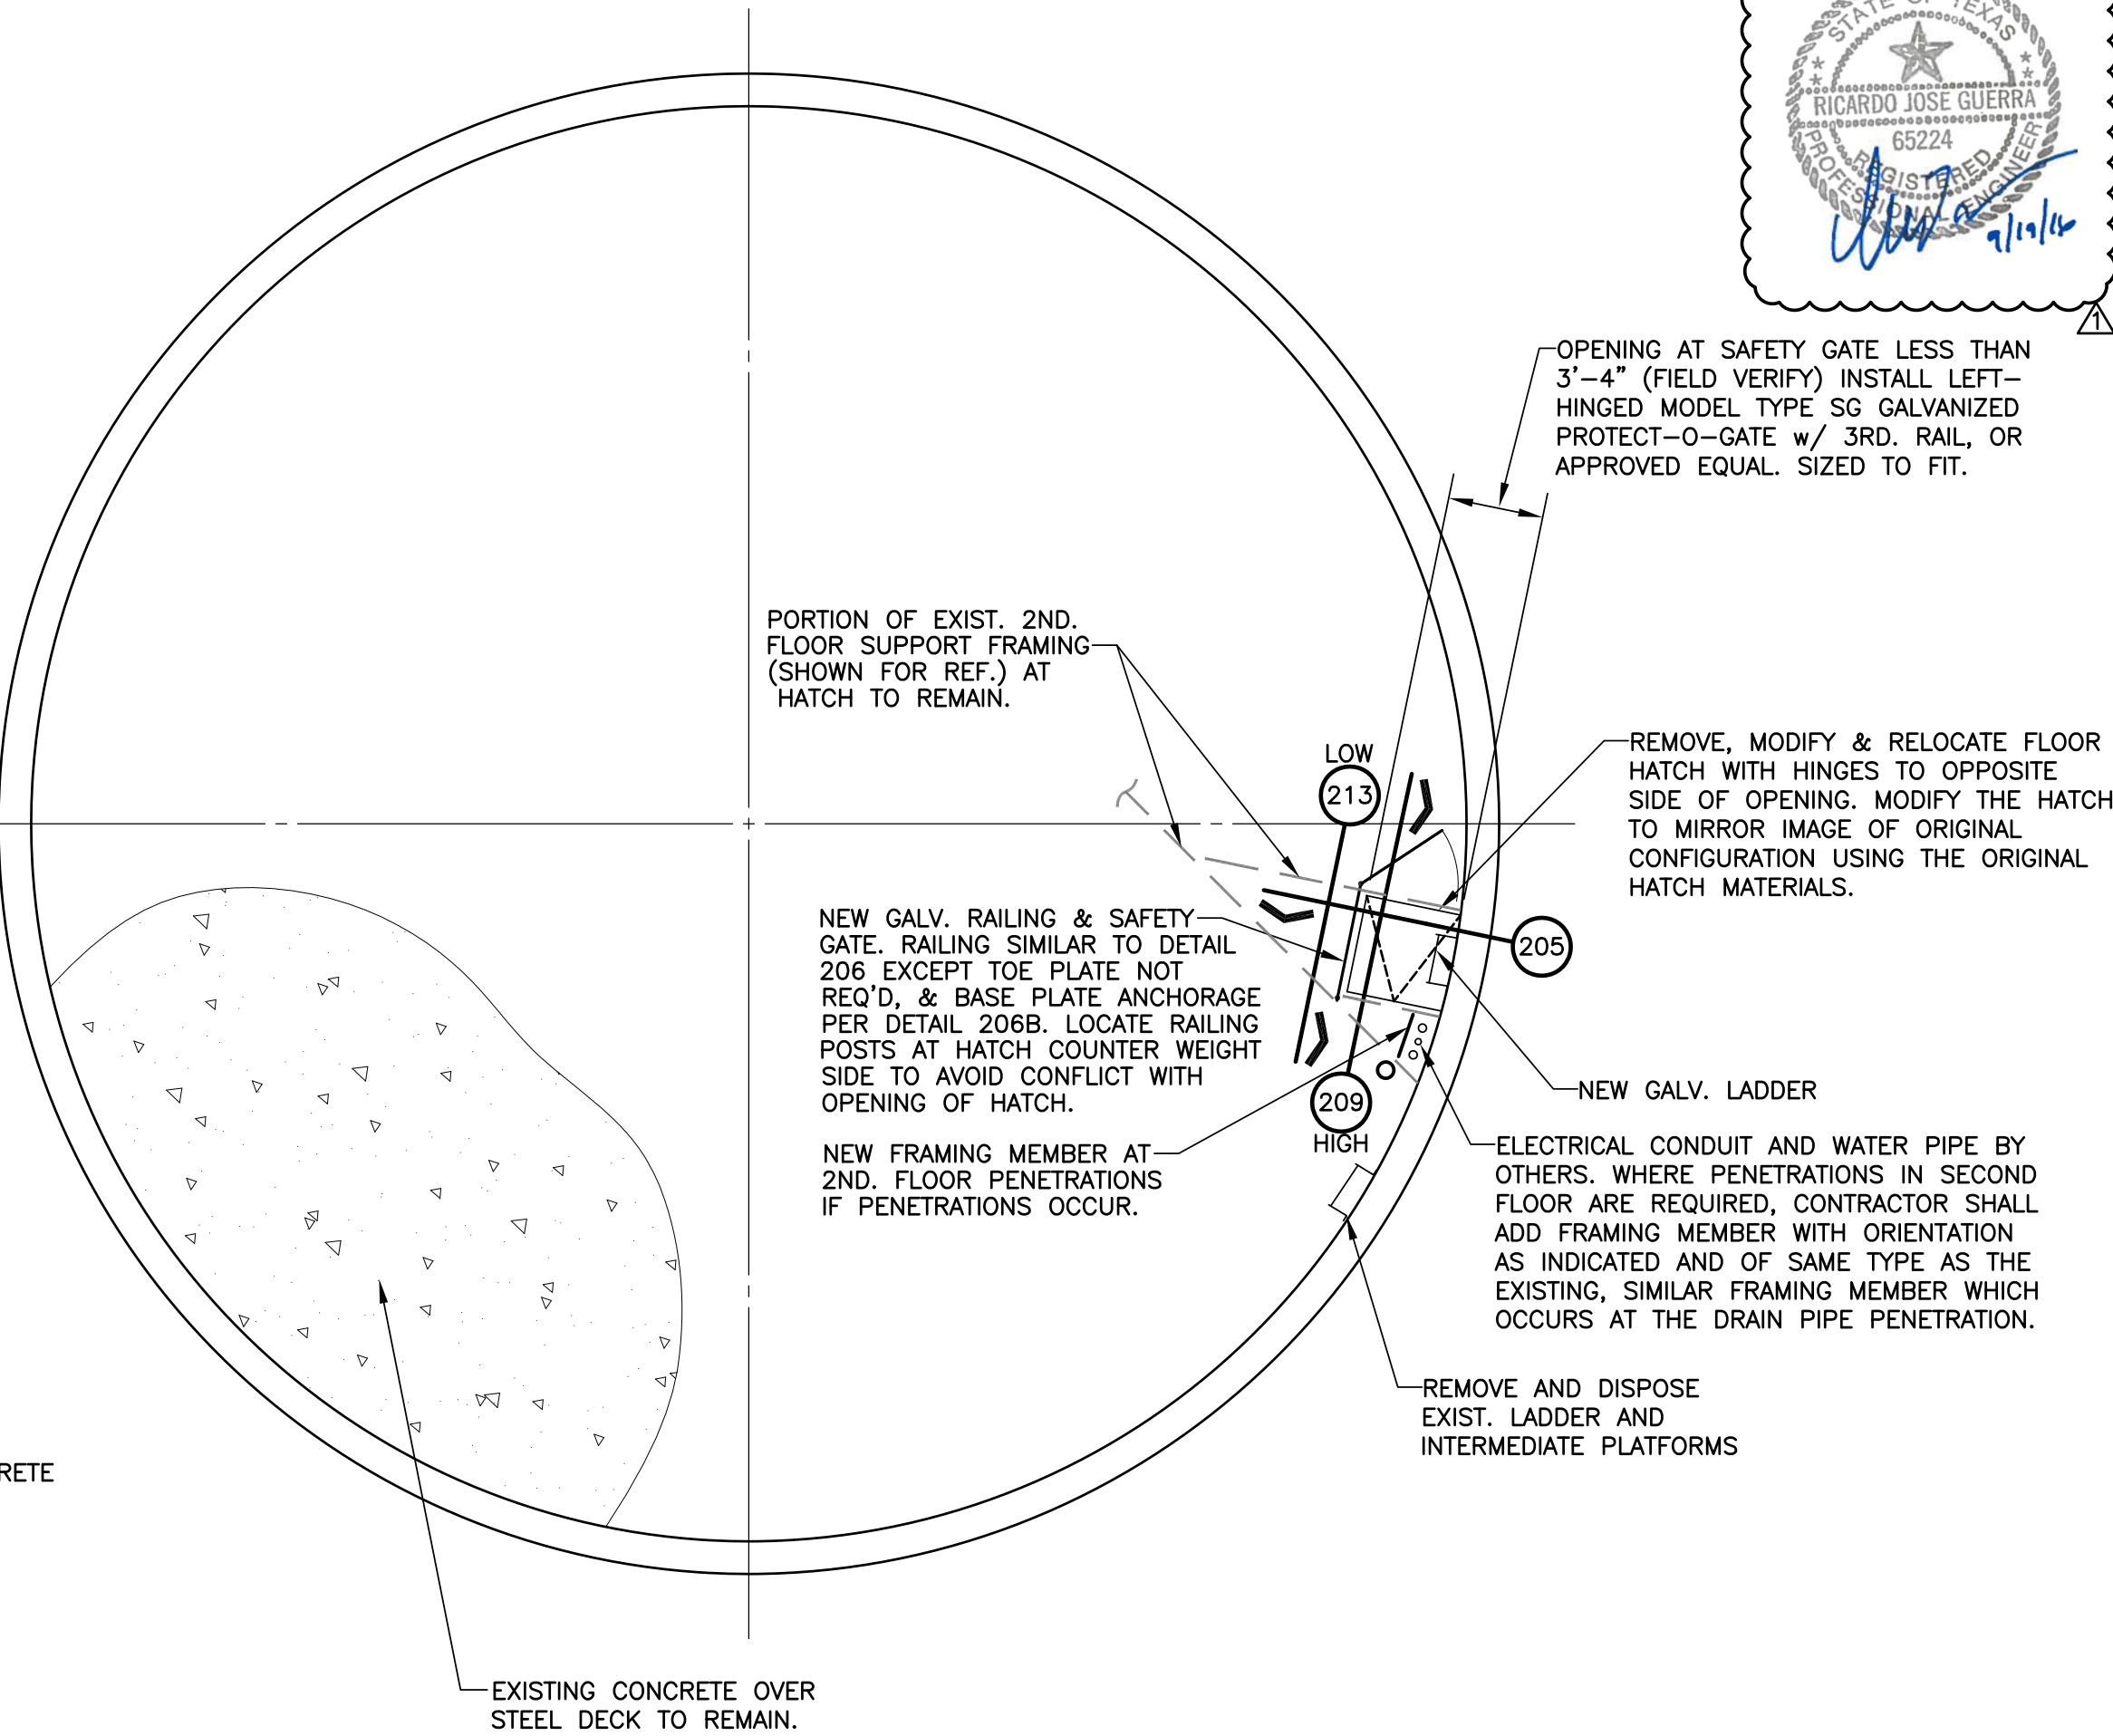 STATE OF TEXAS
RICARDO JOSE GUERRA
65224
REGISTERED
PROFESSIONAL ENGINEER
9/19/16
1
OPENING AT SAFETY GATE LESS THAN
3'-4" (FIELD VERIFY) INSTALL LEFT-
HINGED MODEL TYPE SG GALVANIZED
PROTECT-O-GATE w/ 3RD. RAIL, OR
APPROVED EQUAL. SIZED TO FIT.
PORTION OF EXIST. 2ND.
FLOOR SUPPORT FRAMING
(SHOWN FOR REF.) AT
HATCH TO REMAIN.
LOW
213
REMOVE, MODIFY & RELOCATE FLOOR
HATCH WITH HINGES TO OPPOSITE
SIDE OF OPENING. MODIFY THE HATCH
TO MIRROR IMAGE OF ORIGINAL
CONFIGURATION USING THE ORIGINAL
HATCH MATERIALS.
NEW GALV. RAILING & SAFETY
GATE. RAILING SIMILAR TO DETAIL
206 EXCEPT TOE PLATE NOT
REQ'D, & BASE PLATE ANCHORAGE
PER DETAIL 206B. LOCATE RAILING
POSTS AT HATCH COUNTER WEIGHT
SIDE TO AVOID CONFLICT WITH
OPENING OF HATCH.
205
NEW GALV. LADDER
209
HIGH
NEW FRAMING MEMBER AT
2ND. FLOOR PENETRATIONS
IF PENETRATIONS OCCUR.
ELECTRICAL CONDUIT AND WATER PIPE BY
OTHERS. WHERE PENETRATIONS IN SECOND
FLOOR ARE REQUIRED, CONTRACTOR SHALL
ADD FRAMING MEMBER WITH ORIENTATION
AS INDICATED AND OF SAME TYPE AS THE
EXISTING, SIMILAR FRAMING MEMBER WHICH
OCCURS AT THE DRAIN PIPE PENETRATION.
REMOVE AND DISPOSE
EXIST. LADDER AND
INTERMEDIATE PLATFORMS
RETE
EXISTING CONCRETE OVER
STEEL DECK TO REMAIN.